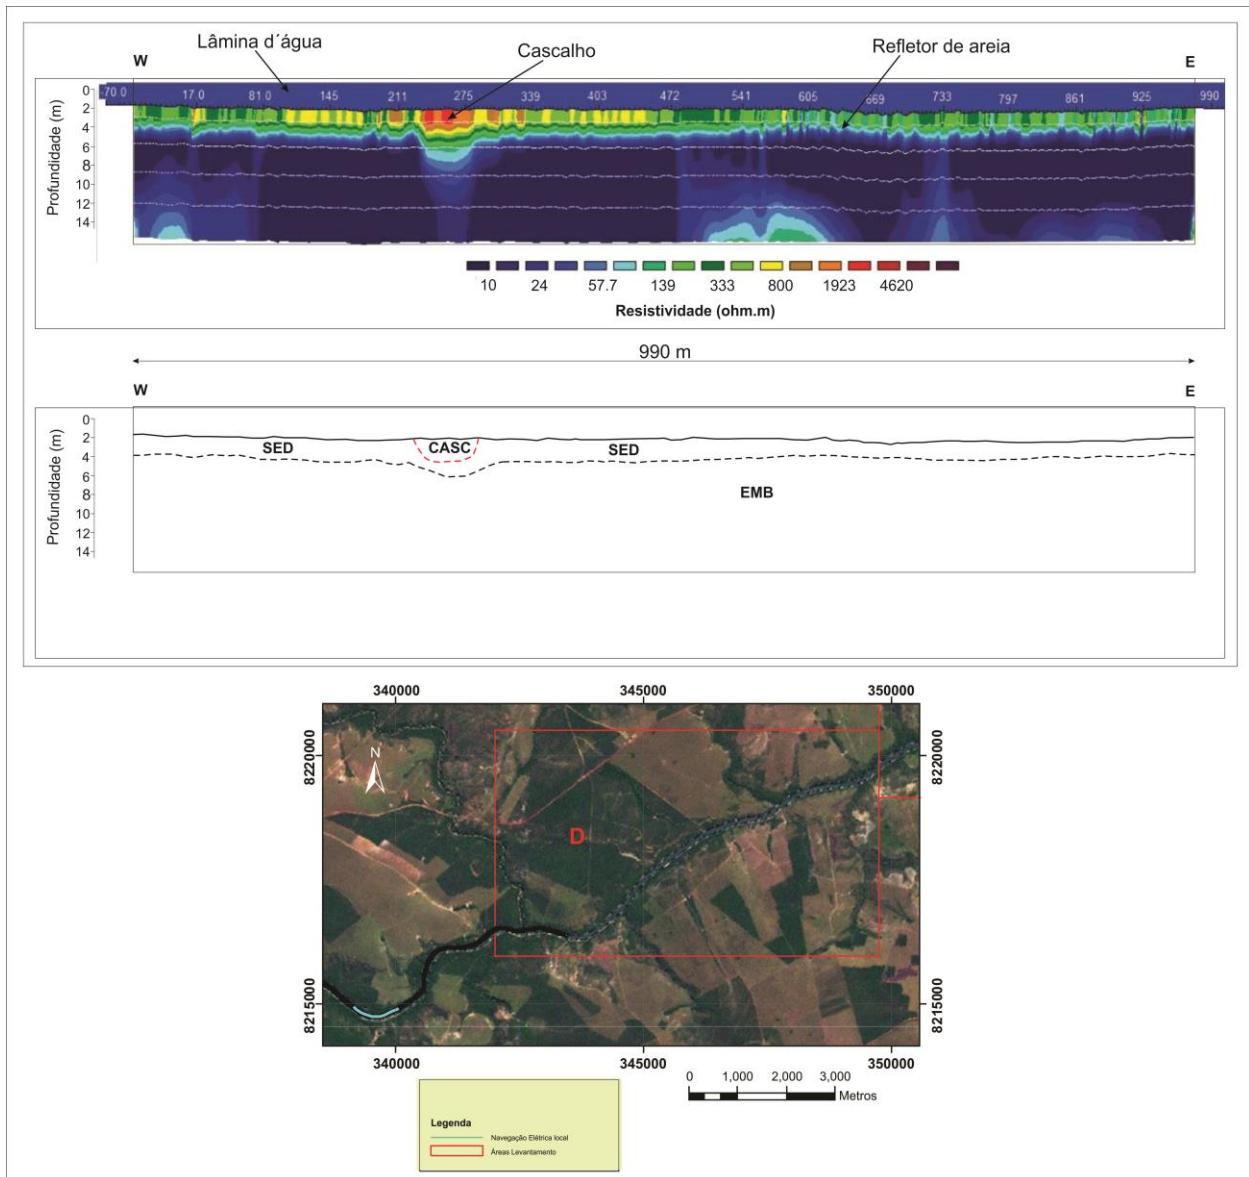 Lâmina d´água
Cascalho
Refletor de areia
W
E
-70.0 17.0 81.0 145 211 275 339 403 472 541 605 669 733 797 861 925 990
Profundidade (m)
0
2
4
6
8
10
12
14
10 24 57.7 139 333 800 1923 4620
Resistividade (ohm.m)
990 m
W
E
Profundidade (m)
0
2
4
6
8
10
12
14
SED
CASC
SED
EMB
340000 345000 350000
8220000
8220000
N
D
8215000
8215000
340000 345000 350000
0 1,000 2,000 3,000
Metros
Legenda
Navegação Elétrica local
Áreas Levantamento